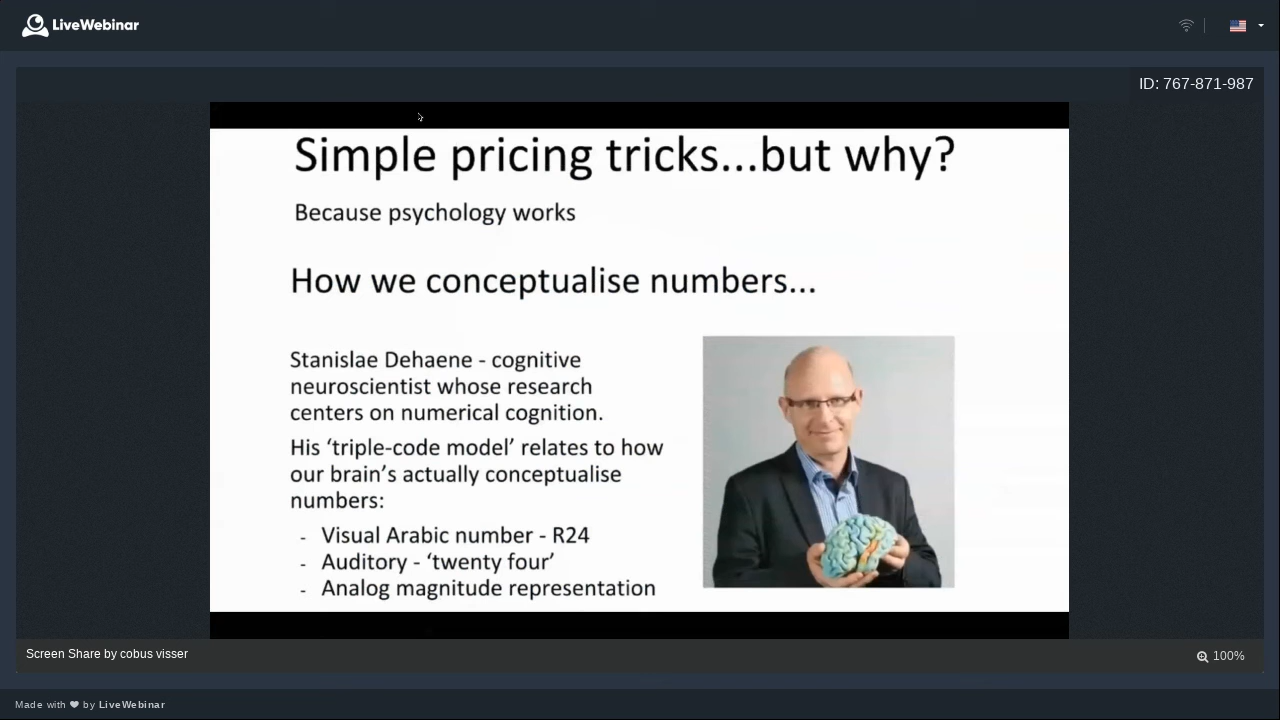 LiveWebinar
ID: 767-871-987
Simple pricing tricks...but why?
Because psychology works
How we conceptualise numbers...
Stanislae Dehaene - cognitive
neuroscientist whose research
centers on numerical cognition.
His ‘triple-code model’ relates to how
our brain’s actually conceptualise
numbers:
- Visual Arabic number - R24
- Auditory - ‘twenty four’
- Analog magnitude representation
Screen Share by cobus visser
100%
Made with ❤ by LiveWebinar